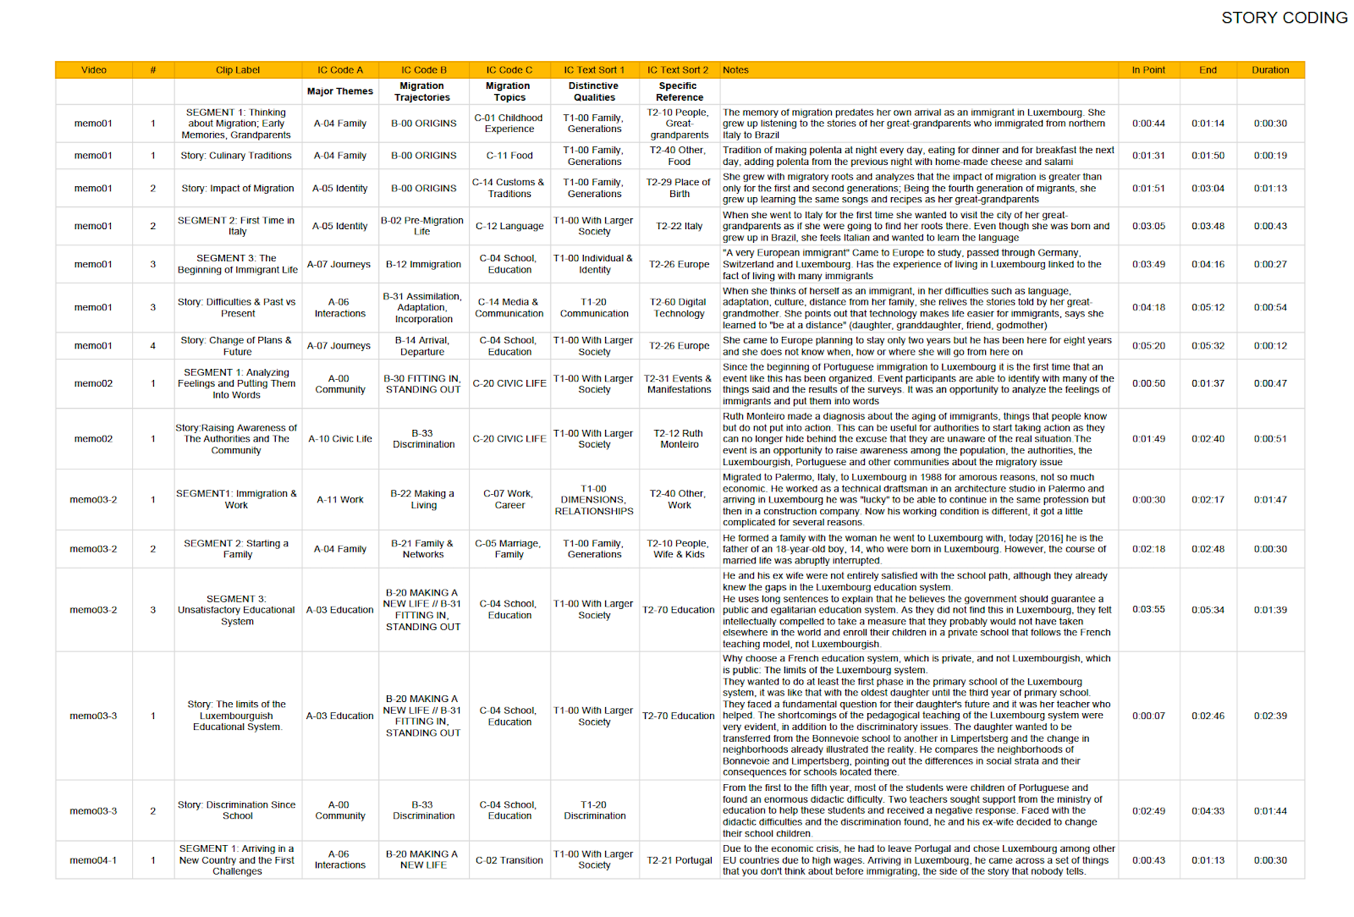 STORY CODING
Video # Clip Label IC Code A IC Code B IC Code C IC Text Sort 1 IC Text Sort 2 Notes In Point End Duration
Major Themes
Migration
Trajectories
Migration
Topics
Distinctive
Qualities
Specific
Reference
memo01
1
SEGMENT 1: Thinking
about Migration; Early
Memories, Grandparents
A-04 Family
B-00 ORIGINS
C-01 Childhood
Experience
T1-00 Family,
Generations
T2-10 People,
Great-
grandparents
The memory of migration predates her own arrival as an immigrant in Luxembourg. She
grew up listening to the stories of her great-grandparents who immigrated from northern
Italy to Brazil
0:00:44
0:01:14
0:00:30
memo01
1
Story: Culinary Traditions
A-04 Family
B-00 ORIGINS
C-11 Food
T1-00 Family,
Generations
T2-40 Other,
Food
Tradition of making polenta at night every day, eating for dinner and for breakfast the next
day, adding polenta from the previous night with home-made cheese and salami
0:01:31
0:01:50
0:00:19
memo01
2
Story: Impact of Migration
A-05 Identity
B-00 ORIGINS
C-14 Customs &
Traditions
T1-00 Family,
Generations
T2-29 Place of
Birth
She grew with migratory roots and analyzes that the impact of migration is greater than
only for the first and second generations; Being the fourth generation of migrants, she
grew up learning the same songs and recipes as her great-grandparents
0:01:51
0:03:04
0:01:13
memo01
2
SEGMENT 2: First Time in
Italy
A-05 Identity
B-02 Pre-Migration
Life
C-12 Language
T1-00 With Larger
Society
T2-22 Italy
When she went to Italy for the first time she wanted to visit the city of her great-
grandparents as if she were going to find her roots there. Even though she was born and
grew up in Brazil, she feels Italian and wanted to learn the language
0:03:05
0:03:48
0:00:43
memo01
3
SEGMENT 3: The
Beginning of Immigrant Life
A-07 Journeys
B-12 Immigration
C-04 School,
Education
T1-00 Individual &
Identity
T2-26 Europe
"A very European immigrant" Came to Europe to study, passed through Germany,
Switzerland and Luxembourg. Has the experience of living in Luxembourg linked to the
fact of living with many immigrants
0:03:49
0:04:16
0:00:27
memo01
3
Story: Difficulties & Past vs
Present
A-06
Interactions
B-31 Assimilation,
Adaptation,
Incorporation
C-14 Media &
Communication
T1-20
Communication
T2-60 Digital
Technology
When she thinks of herself as an immigrant, in her difficulties such as language,
adaptation, culture, distance from her family, she relives the stories told by her great-
grandmother. She points out that technology makes life easier for immigrants, says she
learned to "be at a distance" (daughter, granddaughter, friend, godmother)
0:04:18
0:05:12
0:00:54
memo01
4
Story: Change of Plans &
Future
A-07 Journeys
B-14 Arrival,
Departure
C-04 School,
Education
T1-00 With Larger
Society
T2-26 Europe
She came to Europe planning to stay only two years but he has been here for eight years
and she does not know when, how or where she will go from here on
0:05:20
0:05:32
0:00:12
memo02
1
SEGMENT 1: Analyzing
Feelings and Putting Them
Into Words
A-00
Community
B-30 FITTING IN,
STANDING OUT
C-20 CIVIC LIFE
T1-00 With Larger
Society
T2-31 Events &
Manifestations
Since the beginning of Portuguese immigration to Luxembourg it is the first time that an
event like this has been organized. Event participants are able to identify with many of the
things said and the results of the surveys. It was an opportunity to analyze the feelings of
immigrants and put them into words
0:00:50
0:01:37
0:00:47
memo02
1
Story:Raising Awareness of
The Authorities and The
Community
A-10 Civic Life
B-33
Discrimination
C-20 CIVIC LIFE
T1-00 With Larger
Society
T2-12 Ruth
Monteiro
Ruth Monteiro made a diagnosis about the aging of immigrants, things that people know
but do not put into action. This can be useful for authorities to start taking action as they
can no longer hide behind the excuse that they are unaware of the real situation.The
event is an opportunity to raise awareness among the population, the authorities, the
Luxembourgish, Portuguese and other communities about the migratory issue
0:01:49
0:02:40
0:00:51
memo03-2
1
SEGMENT1: Immigration &
Work
A-11 Work
B-22 Making a
Living
C-07 Work,
Career
T1-00
DIMENSIONS,
RELATIONSHIPS
T2-40 Other,
Work
Migrated to Palermo, Italy, to Luxembourg in 1988 for amorous reasons, not so much
economic. He worked as a technical draftsman in an architecture studio in Palermo and
arriving in Luxembourg he was "lucky" to be able to continue in the same profession but
then in a construction company. Now his working condition is different, it got a little
complicated for several reasons.
0:00:30
0:02:17
0:01:47
memo03-2
2
SEGMENT 2: Starting a
Family
A-04 Family
B-21 Family &
Networks
C-05 Marriage,
Family
T1-00 Family,
Generations
T2-10 People,
Wife & Kids
He formed a family with the woman he went to Luxembourg with, today [2016] he is the
father of an 18-year-old boy, 14, who were born in Luxembourg. However, the course of
married life was abruptly interrupted.
0:02:18
0:02:48
0:00:30
memo03-2
3
SEGMENT 3:
Unsatisfactory Educational
System
A-03 Education
B-20 MAKING A
NEW LIFE // B-31
FITTING IN,
STANDING OUT
C-04 School,
Education
T1-00 With Larger
Society
T2-70 Education
He and his ex wife were not entirely satisfied with the school path, although they already
knew the gaps in the Luxembourg education system.
He uses long sentences to explain that he believes the government should guarantee a
public and egalitarian education system. As they did not find this in Luxembourg, they felt
intellectually compelled to take a measure that they probably would not have taken
elsewhere in the world and enroll their children in a private school that follows the French
teaching model, not Luxembourgish.
0:03:55
0:05:34
0:01:39
memo03-3
1
Story: The limits of the
Luxembourguish
Educational System.
A-03 Education
B-20 MAKING A
NEW LIFE // B-31
FITTING IN,
STANDING OUT
C-04 School,
Education
T1-00 With Larger
Society
T2-70 Education
Why choose a French education system, which is private, and not Luxembourgish, which
is public: The limits of the Luxembourg system.
They wanted to do at least the first phase in the primary school of the Luxembourg
system, it was like that with the oldest daughter until the third year of primary school.
They faced a fundamental question for their daughter's future and it was her teacher who
helped. The shortcomings of the pedagogical teaching of the Luxembourg system were
very evident, in addition to the discriminatory issues. The daughter wanted to be
transferred from the Bonnevoie school to another in Limpertsberg and the change in
neighborhoods already illustrated the reality. He compares the neighborhoods of
Bonnevoie and Limpertsberg, pointing out the differences in social strata and their
consequences for schools located there.
0:00:07
0:02:46
0:02:39
memo03-3
2
Story: Discrimination Since
School
A-00
Community
B-33
Discrimination
C-04 School,
Education
T1-20
Discrimination
From the first to the fifth year, most of the students were children of Portuguese and
found an enormous didactic difficulty. Two teachers sought support from the ministry of
education to help these students and received a negative response. Faced with the
didactic difficulties and the discrimination found, he and his ex-wife decided to change
their school children.
0:02:49
0:04:33
0:01:44
memo04-1
1
SEGMENT 1: Arriving in a
New Country and the First
Challenges
A-06
Interactions
B-20 MAKING A
NEW LIFE
C-02 Transition
T1-00 With Larger
Society
T2-21 Portugal
Due to the economic crisis, he had to leave Portugal and chose Luxembourg among other
EU countries due to high wages. Arriving in Luxembourg, he came across a set of things
that you don't think about before immigrating, the side of the story that nobody tells.
0:00:43
0:01:13
0:00:30